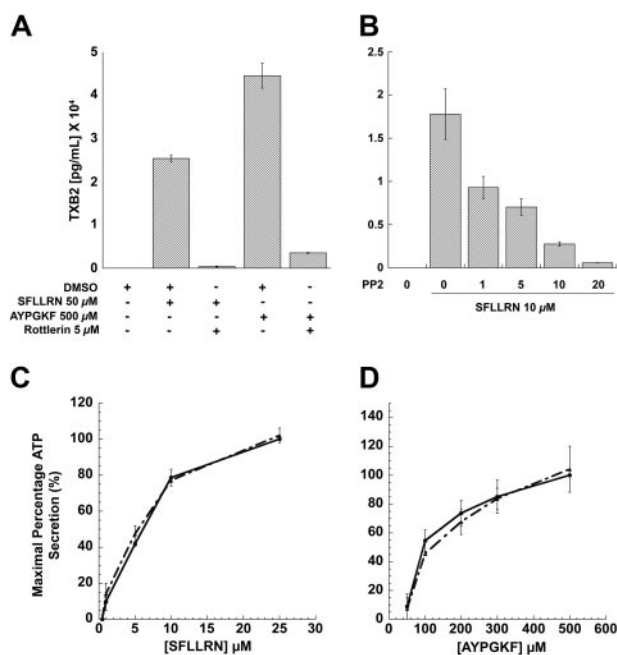 A
B
TXB2 [pg/mL] X 10⁴
5
4
3
2
1
0
2.5
2
1.5
1
0.5
0
DMSO + + - + -
SFLLRN 50 µM - + + - -
AYPGKF 500 µM - - - + +
Rottlerin 5 µM - - + - +
PP2 0 0 1 5 10 20
SFLLRN 10 µM
C
D
Maximal Percentage ATP
Secretion (%)
120
100
80
60
40
20
0
0 5 10 15 20 25 30
[SFLLRN] µM
140
120
100
80
60
40
20
0
0 100 200 300 400 500 600
[AYPGKF] µM